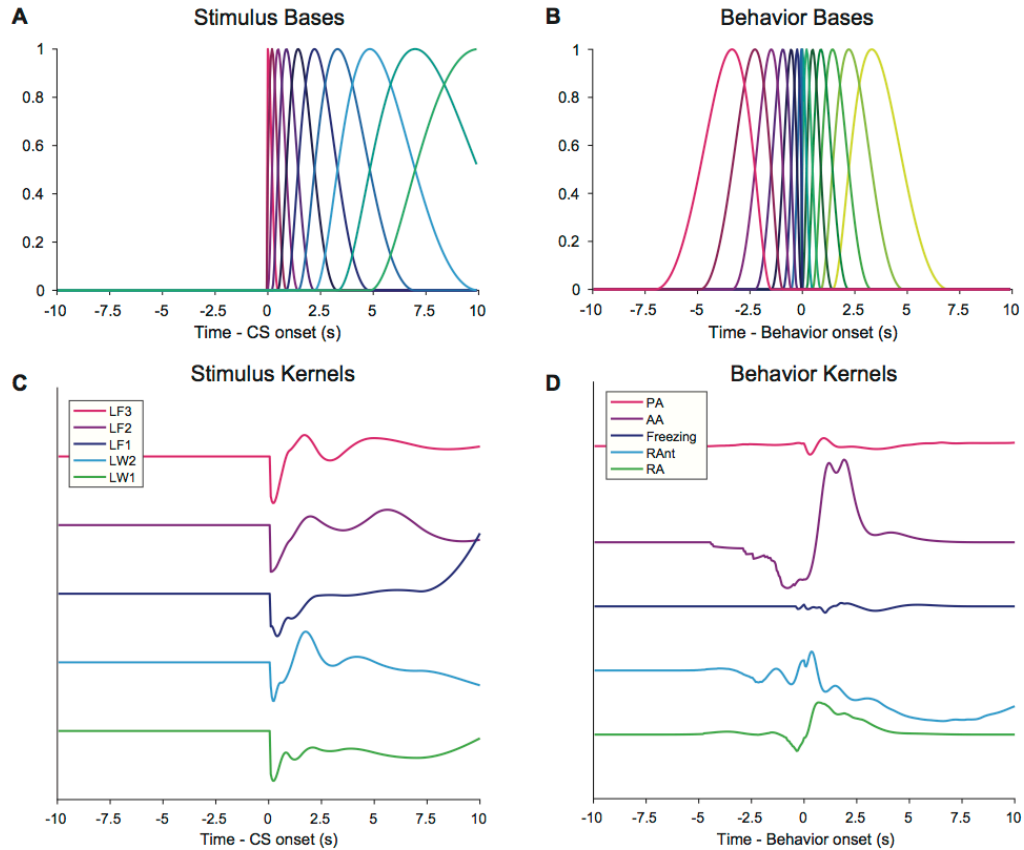 A
Stimulus Bases
1
0.8
0.6
0.4
0.2
0
-10 -7.5 -5 -2.5 0 2.5 5 7.5 10
Time - CS onset (s)
B
Behavior Bases
1
0.8
0.6
0.4
0.2
0
-10 -7.5 -5 -2.5 0 2.5 5 7.5 10
Time - Behavior onset (s)
C
Stimulus Kernels
LF3
LF2
LF1
LW2
LW1
-10 -7.5 -5 -2.5 0 2.5 5 7.5 10
Time - CS onset (s)
D
Behavior Kernels
PA
AA
Freezing
RAnt
RA
-10 -7.5 -5 -2.5 0 2.5 5 7.5 10
Time - Behavior onset (s)